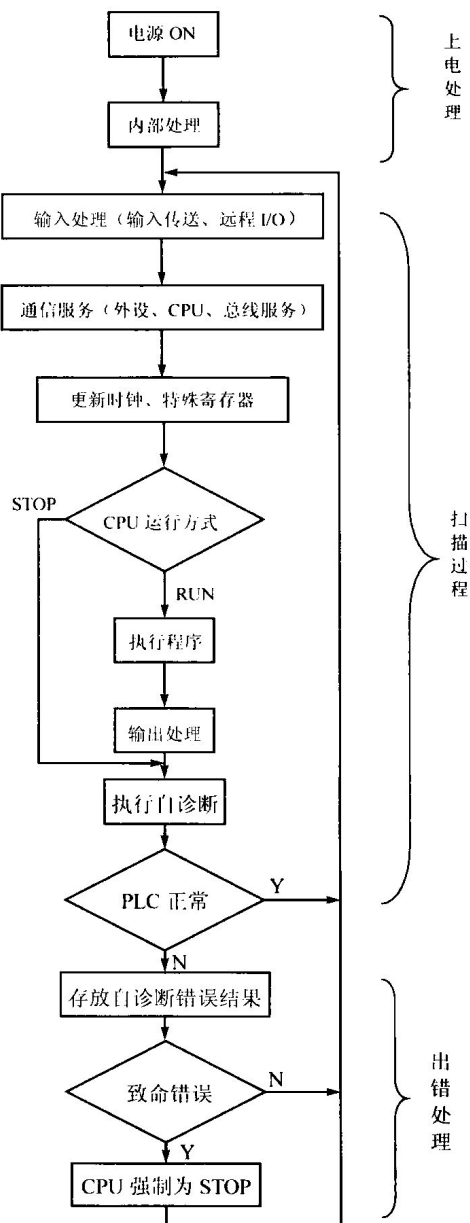 电源 ON
上电处理
内部处理
输入处理（输入传送、远程 I/O）
通信服务（外设、CPU、总线服务）
更新时钟、特殊寄存器
STOP
CPU 运行方式
扫描过程
RUN
执行程序
输出处理
执行自诊断
PLC 正常
Y
N
存放自诊断错误结果
致命错误
N
出错处理
Y
CPU 强制为 STOP